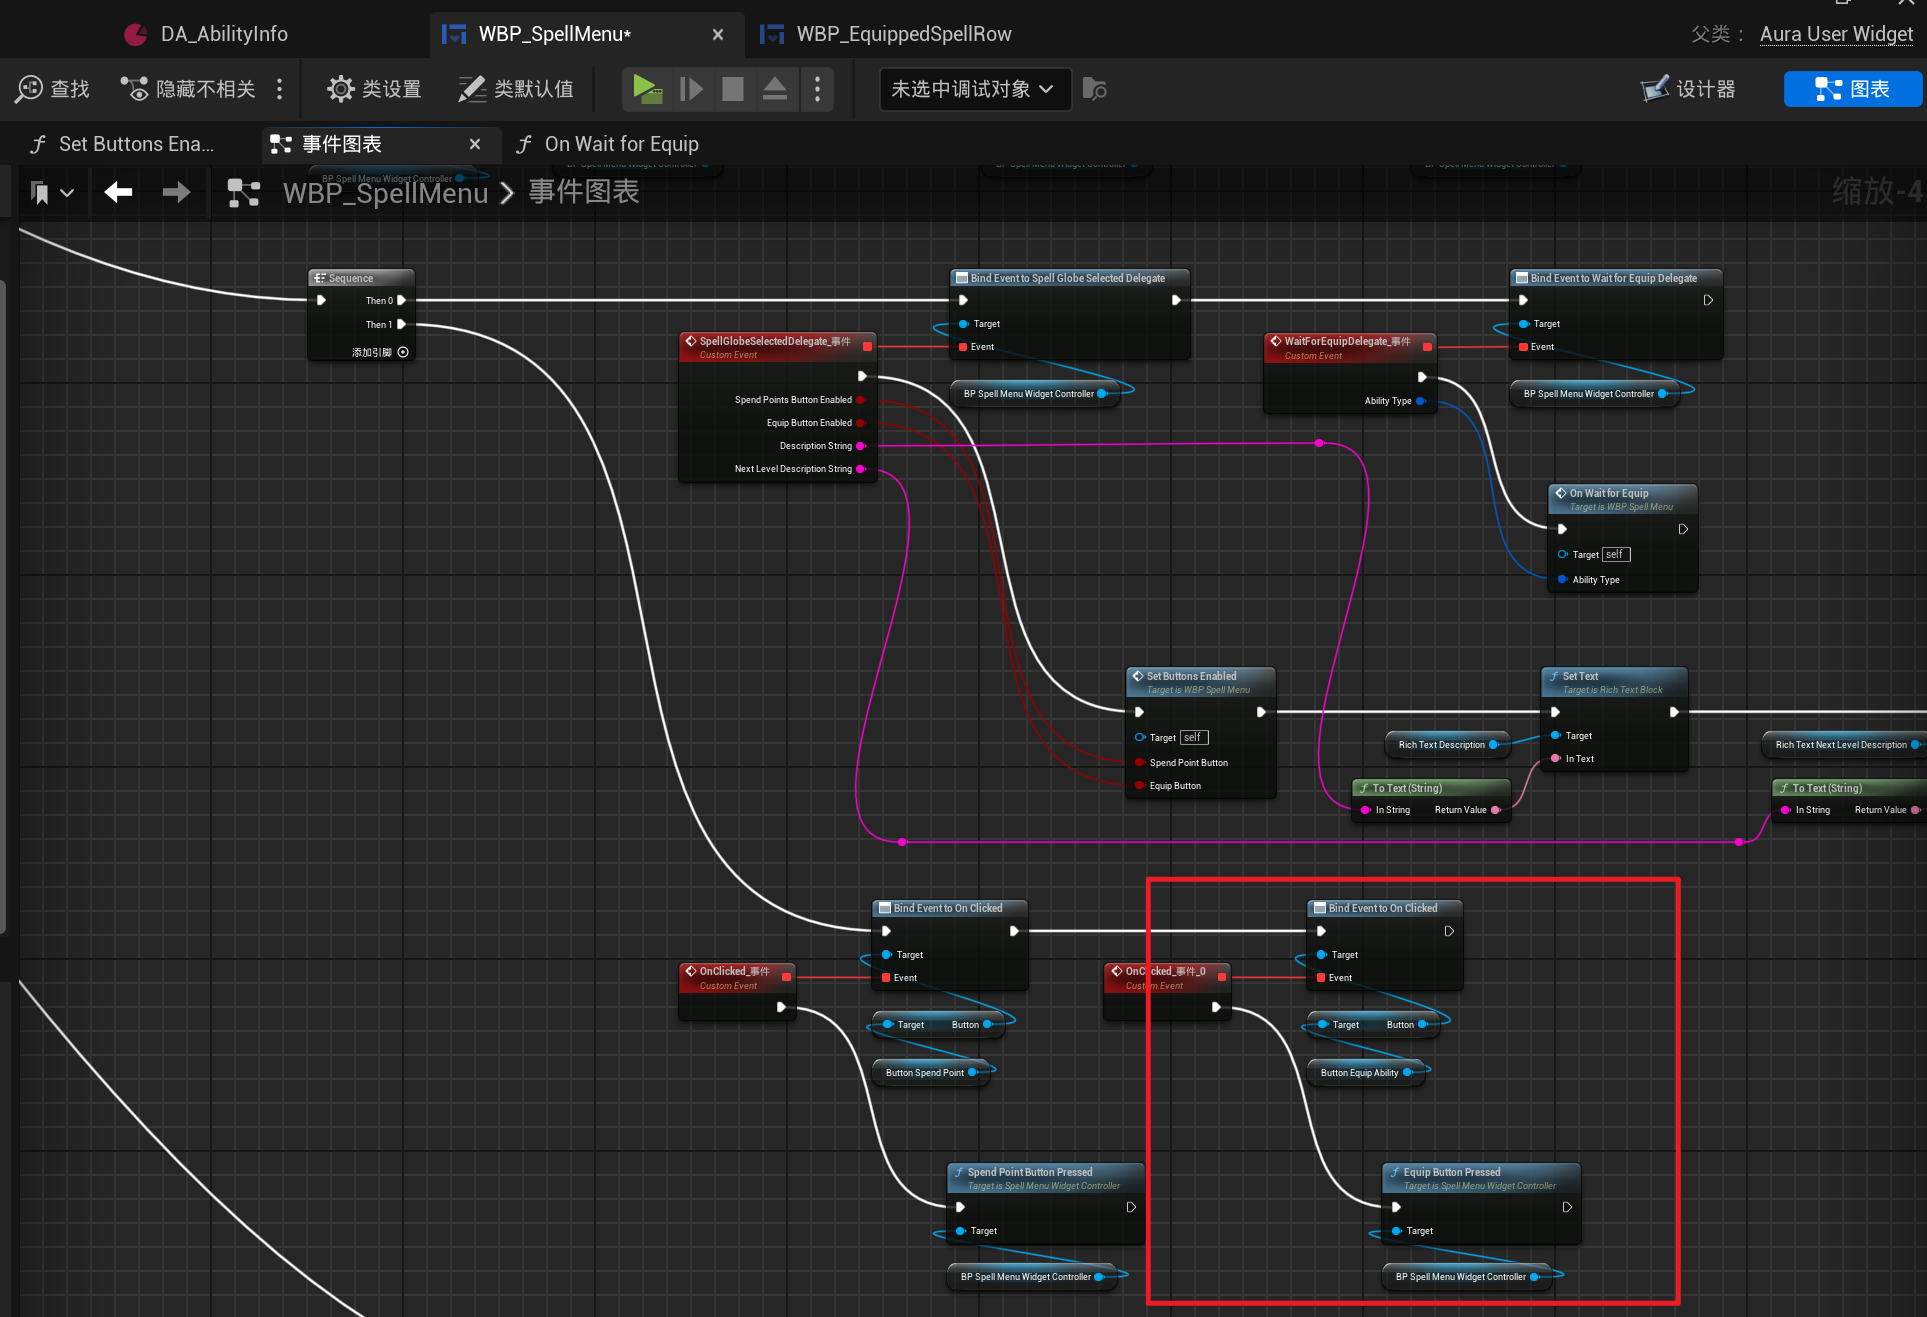 DA_AbilityInfo
WBP_SpellMenu*
WBP_EquippedSpellRow
父类：
Aura User Widget
查找
隐藏不相关
类设置
类默认值
未选中调试对象
设计器
图表
Set Buttons Ena...
事件图表
On Wait for Equip
BP Spell Menu Widget Controller
BP Spell Menu Widget Controller
BP Spell Menu Widget Controller
BP Spell Menu Widget Controller
WBP_SpellMenu
事件图表
缩放-4
Sequence
Then 0
Then 1
添加引脚
Bind Event to Spell Globe Selected Delegate
Target
Event
BP Spell Menu Widget Controller
Bind Event to Wait for Equip Delegate
Target
Event
BP Spell Menu Widget Controller
SpellGlobeSelectedDelegate_事件
Custom Event
Spend Points Button Enabled
Equip Button Enabled
Description String
Next Level Description String
WaitForEquipDelegate_事件
Custom Event
Ability Type
On Wait for Equip
Target is WBP Spell Menu
Target self
Ability Type
Set Buttons Enabled
Target is WBP Spell Menu
Target self
Spend Point Button
Equip Button
Set Text
Target is Rich Text Block
Target
In Text
Rich Text Description
To Text (String)
In String Return Value
Rich Text Next Level Description
To Text (String)
In String Return Value
Bind Event to On Clicked
Target
Event
OnClicked_事件
Custom Event
Target Button
Button Spend Point
Bind Event to On Clicked
Target
Event
OnClicked_事件_0
Custom Event
Target Button
Button Equip Ability
Spend Point Button Pressed
Target is Spell Menu Widget Controller
Target
BP Spell Menu Widget Controller
Equip Button Pressed
Target is Spell Menu Widget Controller
Target
BP Spell Menu Widget Controller